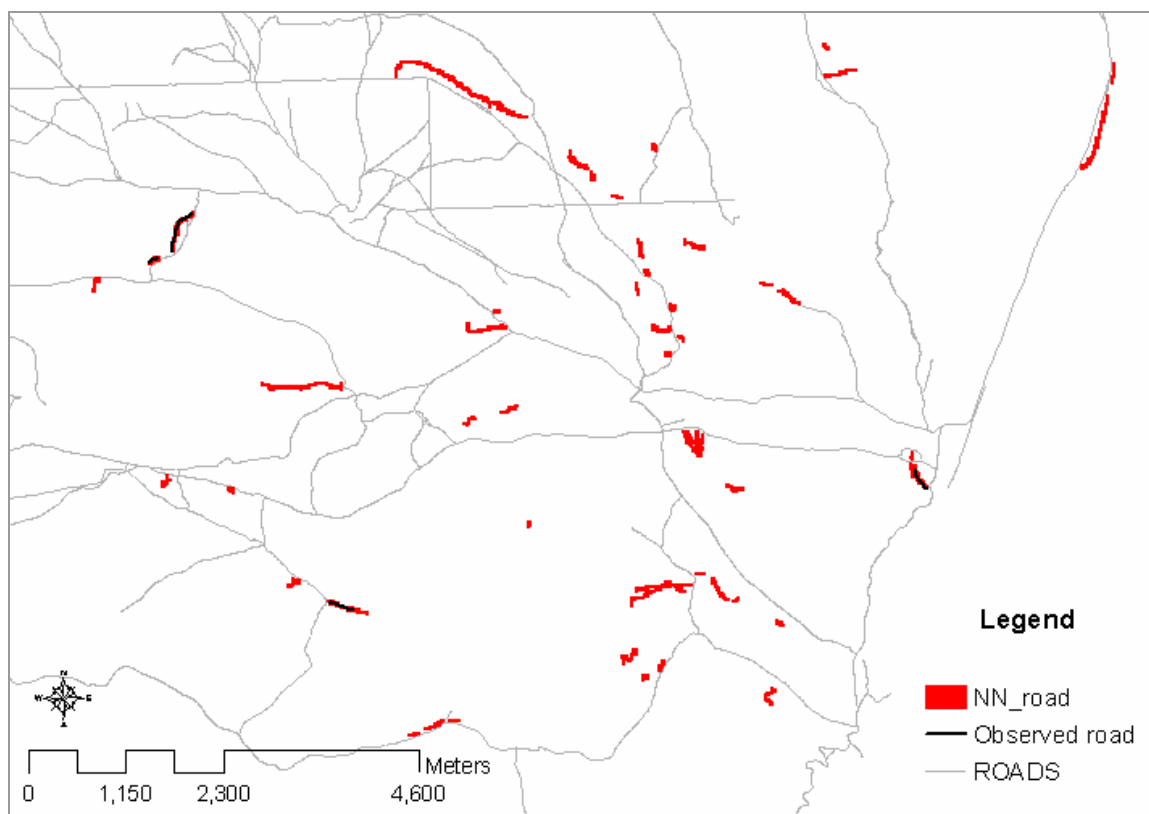 Legend
NN_road
Observed road
ROADS
N
W E
S
Meters
0 1,150 2,300 4,600